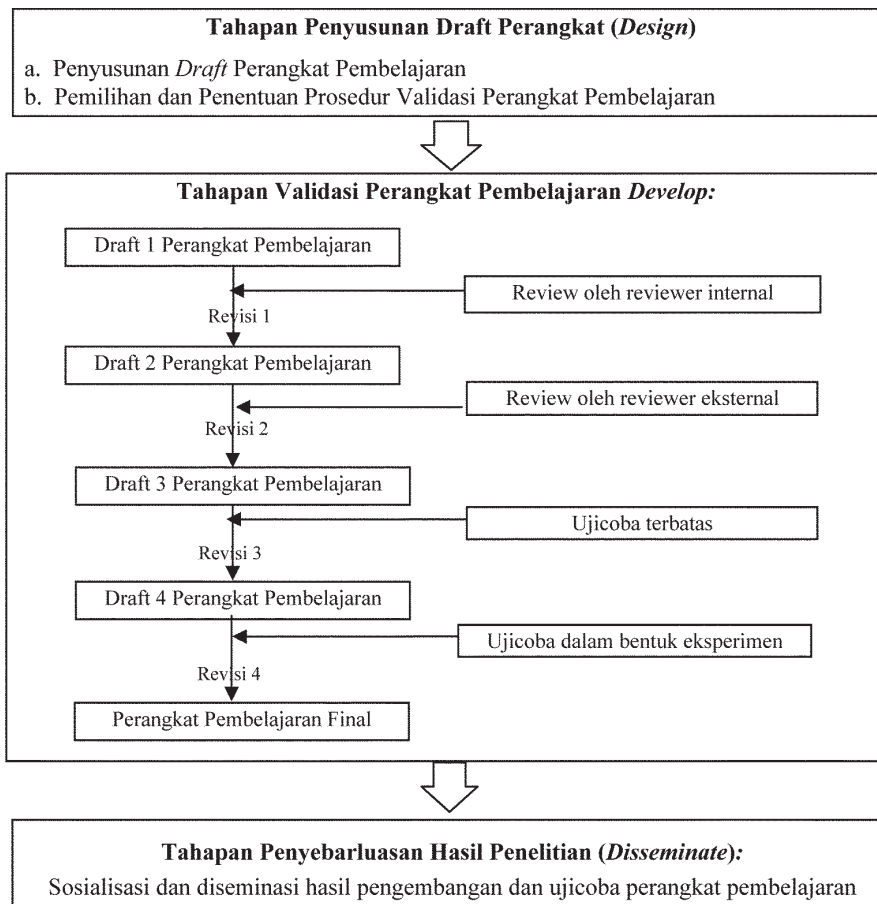 Tahapan Penyusunan Draft Perangkat (Design)
a. Penyusunan Draft Perangkat Pembelajaran
b. Pemilihan dan Penentuan Prosedur Validasi Perangkat Pembelajaran
Tahapan Validasi Perangkat Pembelajaran Develop:
Draft 1 Perangkat Pembelajaran
Review oleh reviewer internal
Revisi 1
Draft 2 Perangkat Pembelajaran
Review oleh reviewer eksternal
Revisi 2
Draft 3 Perangkat Pembelajaran
Ujicoba terbatas
Revisi 3
Draft 4 Perangkat Pembelajaran
Ujicoba dalam bentuk eksperimen
Revisi 4
Perangkat Pembelajaran Final
Tahapan Penyebarluasan Hasil Penelitian (Disseminate):
Sosialisasi dan diseminasi hasil pengembangan dan ujicoba perangkat pembelajaran